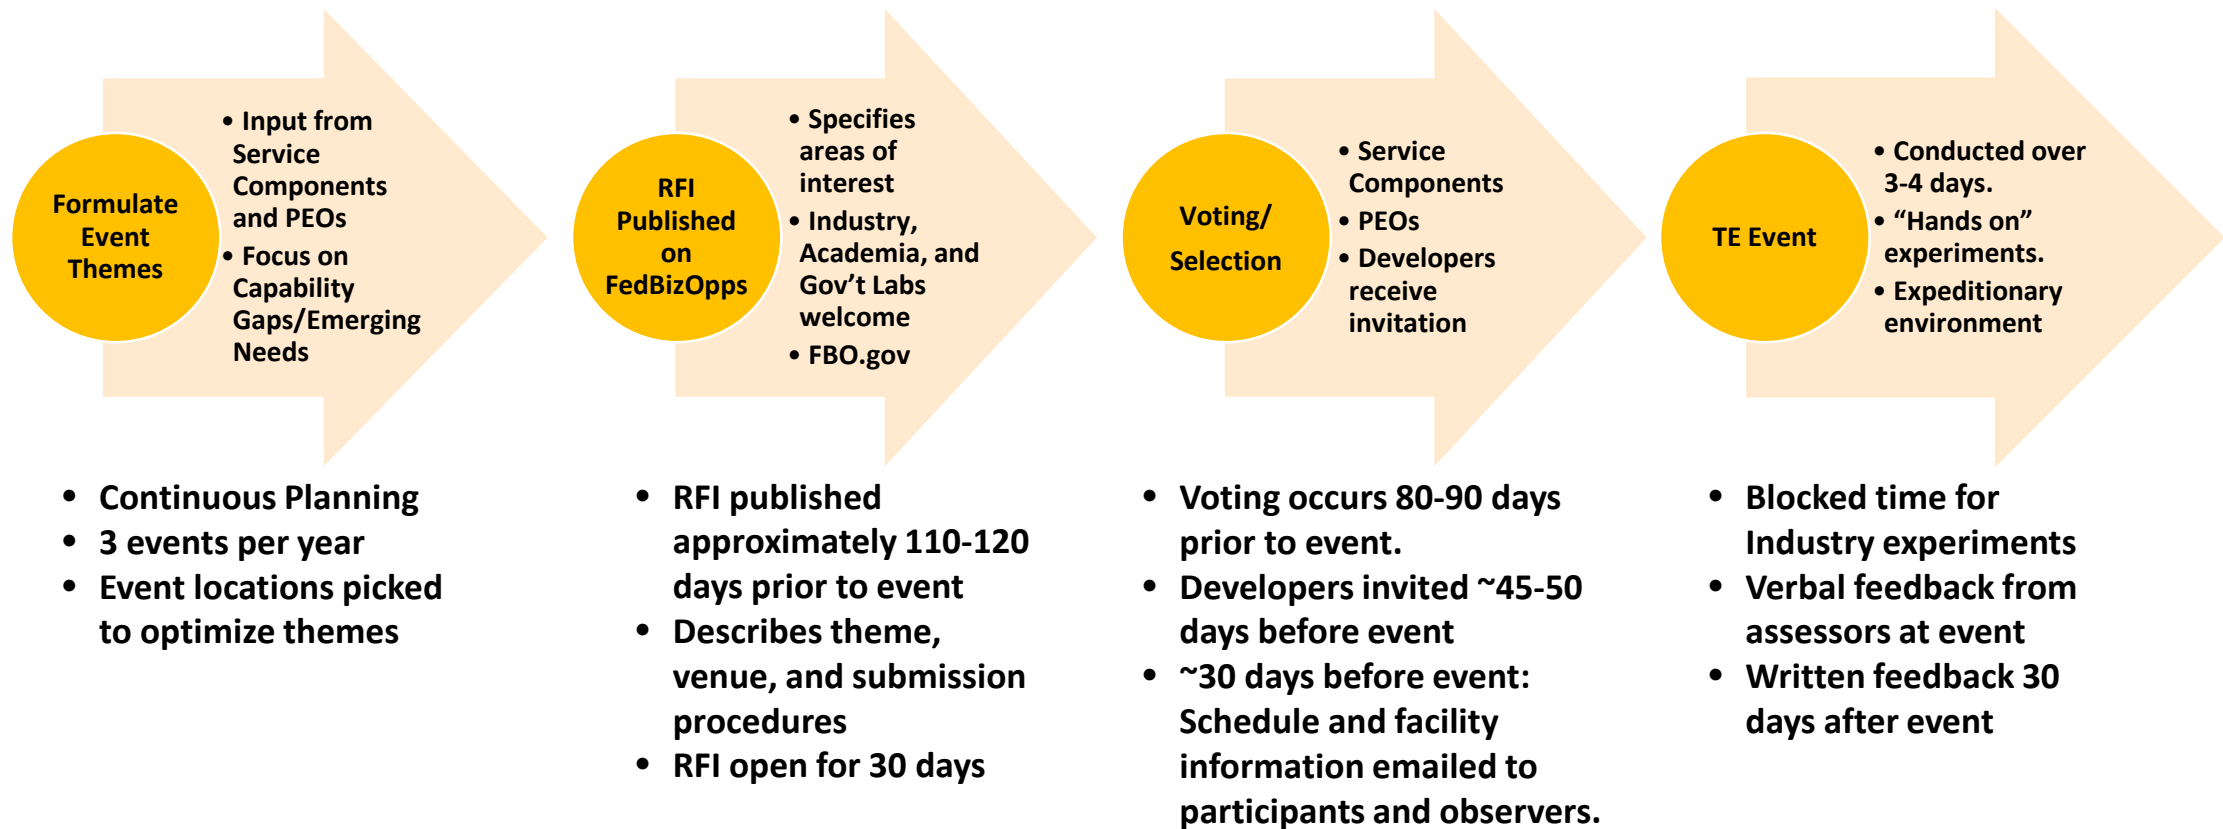 Formulate
Event
Themes
• Input from
Service
Components
and PEOs
• Focus on
Capability
Gaps/Emerging
Needs
• Continuous Planning
• 3 events per year
• Event locations picked
to optimize themes
RFI
Published
on
FedBizOpps
• Specifies
areas of
interest
• Industry,
Academia, and
Gov’t Labs
welcome
• FBO.gov
• RFI published
approximately 110-120
days prior to event
• Describes theme,
venue, and submission
procedures
• RFI open for 30 days
Voting/
Selection
• Service
Components
• PEOs
• Developers
receive
invitation
• Voting occurs 80-90 days
prior to event.
• Developers invited ~45-50
days before event
• ~30 days before event:
Schedule and facility
information emailed to
participants and observers.
TE Event
• Conducted over
3-4 days.
• “Hands on”
experiments.
• Expeditionary
environment
• Blocked time for
Industry experiments
• Verbal feedback from
assessors at event
• Written feedback 30
days after event